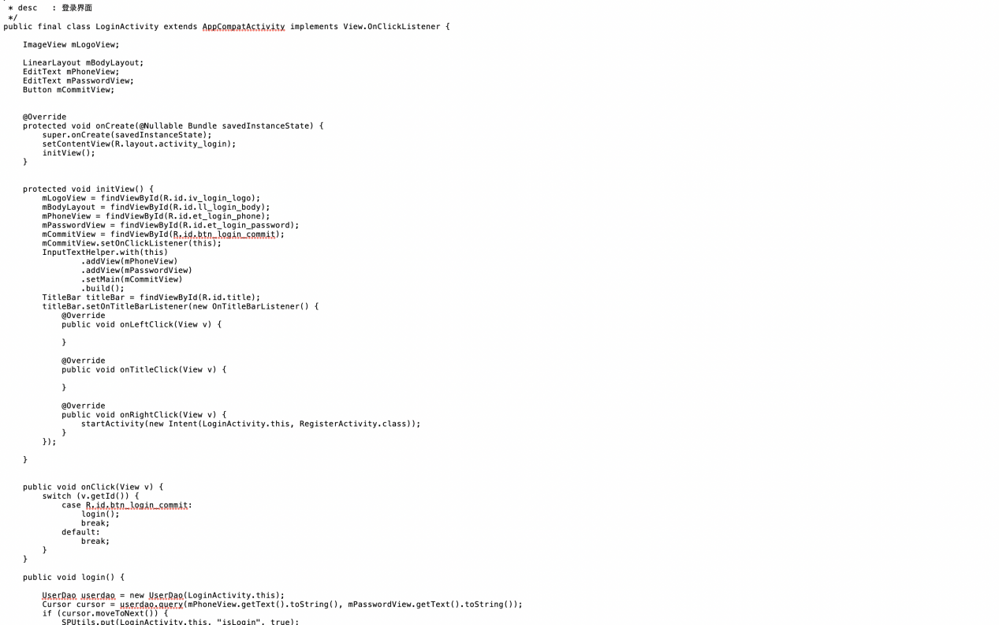 * desc   : 登录界面
 */
public final class LoginActivity extends AppCompatActivity implements View.OnClickListener {

    ImageView mLogoView;

    LinearLayout mBodyLayout;
    EditText mPhoneView;
    EditText mPasswordView;
    Button mCommitView;


    @Override
    protected void onCreate(@Nullable Bundle savedInstanceState) {
        super.onCreate(savedInstanceState);
        setContentView(R.layout.activity_login);
        initView();
    }


    protected void initView() {
        mLogoView = findViewById(R.id.iv_login_logo);
        mBodyLayout = findViewById(R.id.ll_login_body);
        mPhoneView = findViewById(R.id.et_login_phone);
        mPasswordView = findViewById(R.id.et_login_password);
        mCommitView = findViewById(R.id.btn_login_commit);
        mCommitView.setOnClickListener(this);
        InputTextHelper.with(this)
                .addView(mPhoneView)
                .addView(mPasswordView)
                .setMain(mCommitView)
                .build();
        TitleBar titleBar = findViewById(R.id.title);
        titleBar.setOnTitleBarListener(new OnTitleBarListener() {
            @Override
            public void onLeftClick(View v) {

            }

            @Override
            public void onTitleClick(View v) {

            }

            @Override
            public void onRightClick(View v) {
                startActivity(new Intent(LoginActivity.this, RegisterActivity.class));
            }
        });

    }


    public void onClick(View v) {
        switch (v.getId()) {
            case R.id.btn_login_commit:
                login();
                break;
            default:
                break;
        }
    }

    public void login() {

        UserDao userdao = new UserDao(LoginActivity.this);
        Cursor cursor = userdao.query(mPhoneView.getText().toString(), mPasswordView.getText().toString());
        if (cursor.moveToNext()) {
            SPUtils.put(LoginActivity.this, "isLogin", true);